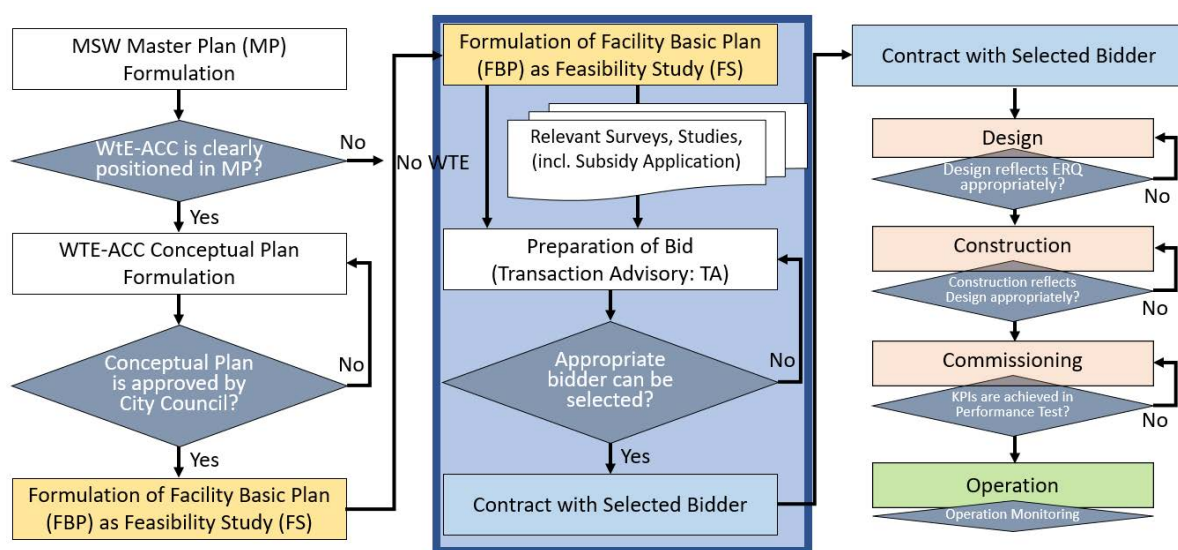 MSW Master Plan (MP)
Formulation
WtE-ACC is clearly
positioned in MP?
No
No WTE
Yes
WTE-ACC Conceptual Plan
Formulation
Conceptual Plan
is approved by
City Council?
No
Yes
Formulation of Facility Basic Plan
(FBP) as Feasibility Study (FS)
Formulation of Facility Basic Plan
(FBP) as Feasibility Study (FS)
Relevant Surveys, Studies,
(incl. Subsidy Application)
Preparation of Bid
(Transaction Advisory: TA)
Appropriate
bidder can be
selected?
No
Yes
Contract with Selected Bidder
Contract with Selected Bidder
Design
Design reflects ERQ
appropriately?
No
Construction
Construction reflects
Design appropriately?
No
Commissioning
KPIs are achieved in
Performance Test?
No
Operation
Operation Monitoring